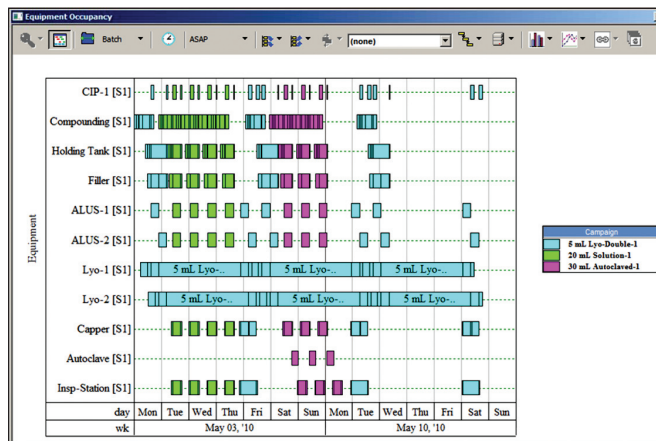 Equipment Occupancy
Batch
ASAP
(none)
CIP-1 [S1]
Compounding [S1]
Holding Tank [S1]
Filler [S1]
ALUS-1 [S1]
ALUS-2 [S1]
Lyo-1 [S1]
5 mL Lyo-.. 5 mL Lyo-.. 5 mL Lyo-..
Lyo-2 [S1]
5 mL Lyo-.. 5 mL Lyo-.. 5 mL Lyo-..
Capper [S1]
Autoclave [S1]
Insp-Station [S1]
Equipment
day Mon Tue Wed Thu Fri Sat Sun Mon Tue Wed Thu Fri Sat Sun
wk May 03, '10 May 10, '10
Campaign
5 mL Lyo-Double-1
20 mL Solution-1
30 mL Autoclaved-1